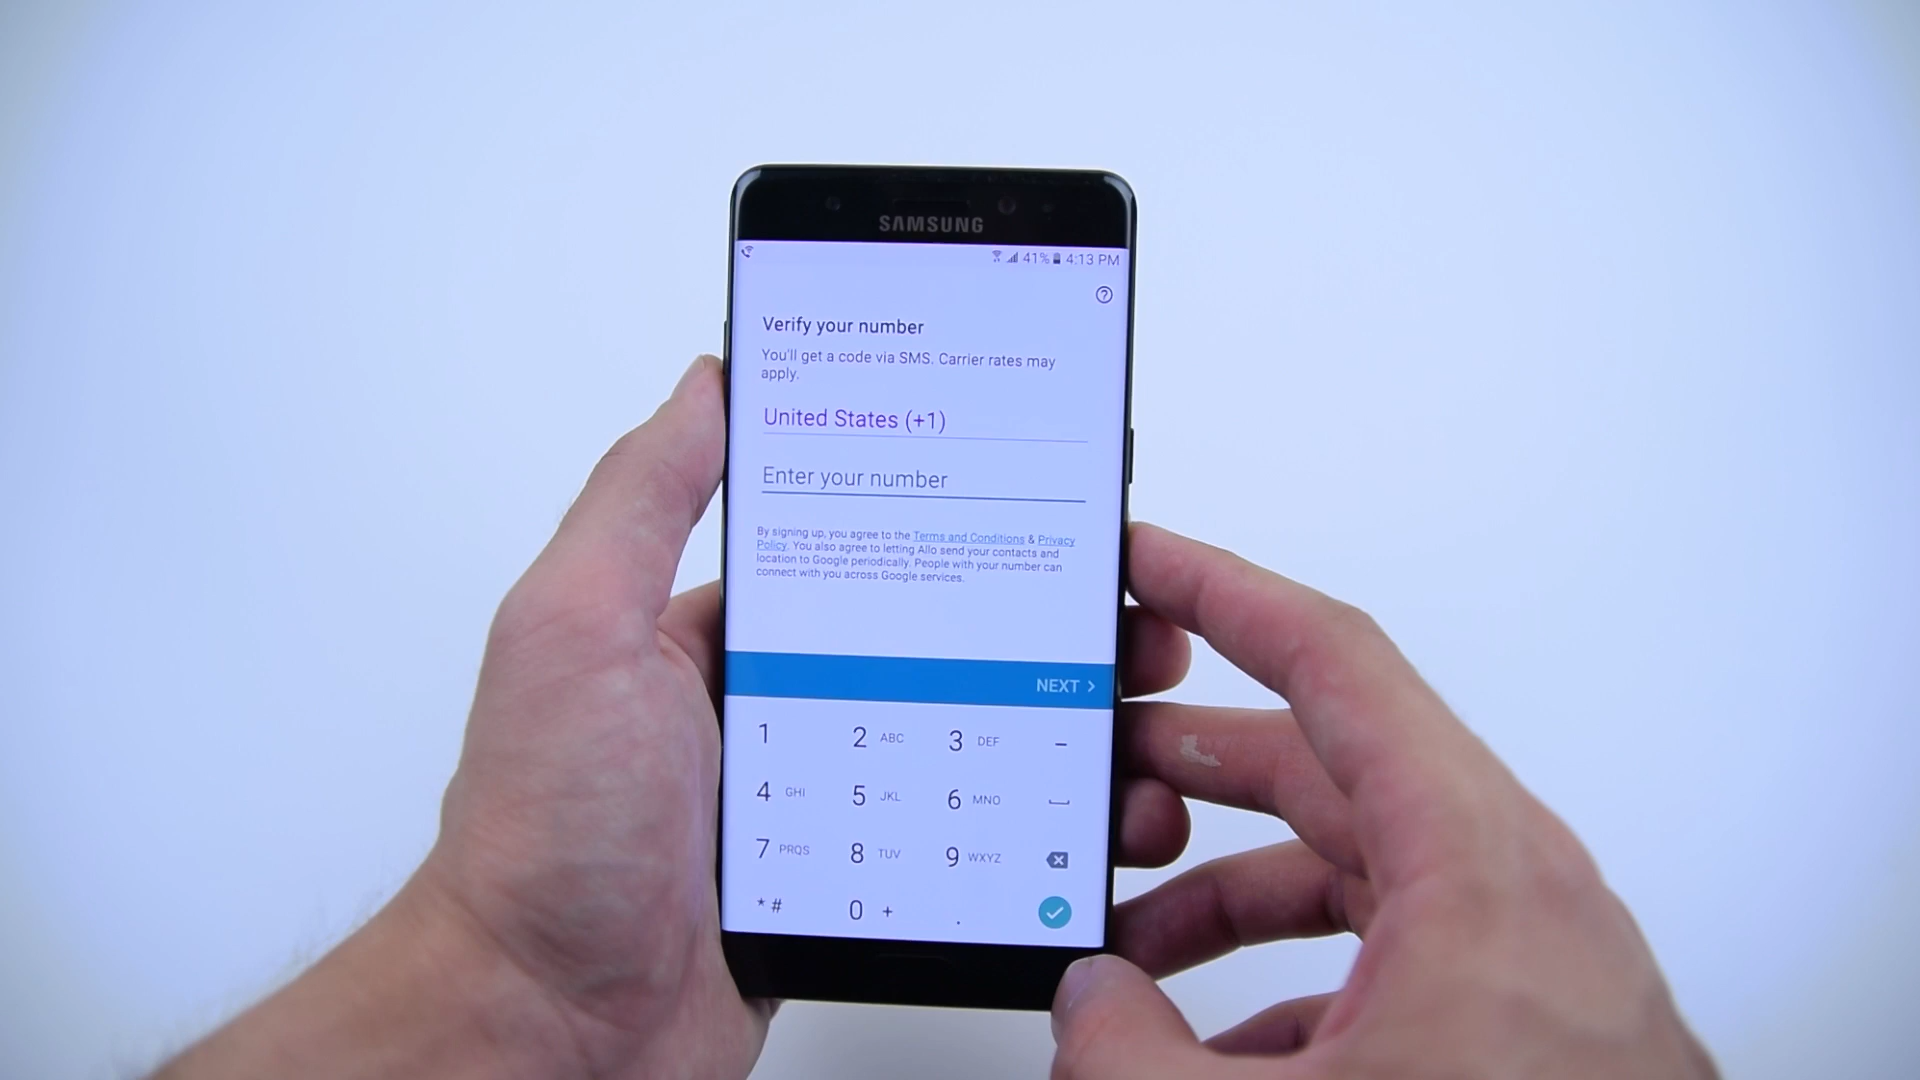 SAMSUNG
41% 4:13 PM
?
Verify your number
You'll get a code via SMS. Carrier rates may
apply.
United States (+1)
Enter your number
By signing up, you agree to the Terms and Conditions & Privacy
Policy. You also agree to letting Allo send your contacts and
location to Google periodically. People with your number can
connect with you across Google services.
NEXT >
1 2 ABC 3 DEF -
4 GHI 5 JKL 6 MNO
7 PRQS 8 TUV 9 WXYZ
* # 0 + .